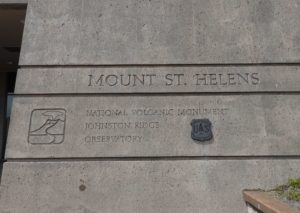 MOUNT ST. HELENS
NATIONAL VOLCANIC MONUMENT
JOHNSTON RIDGE
OBSERVATORY